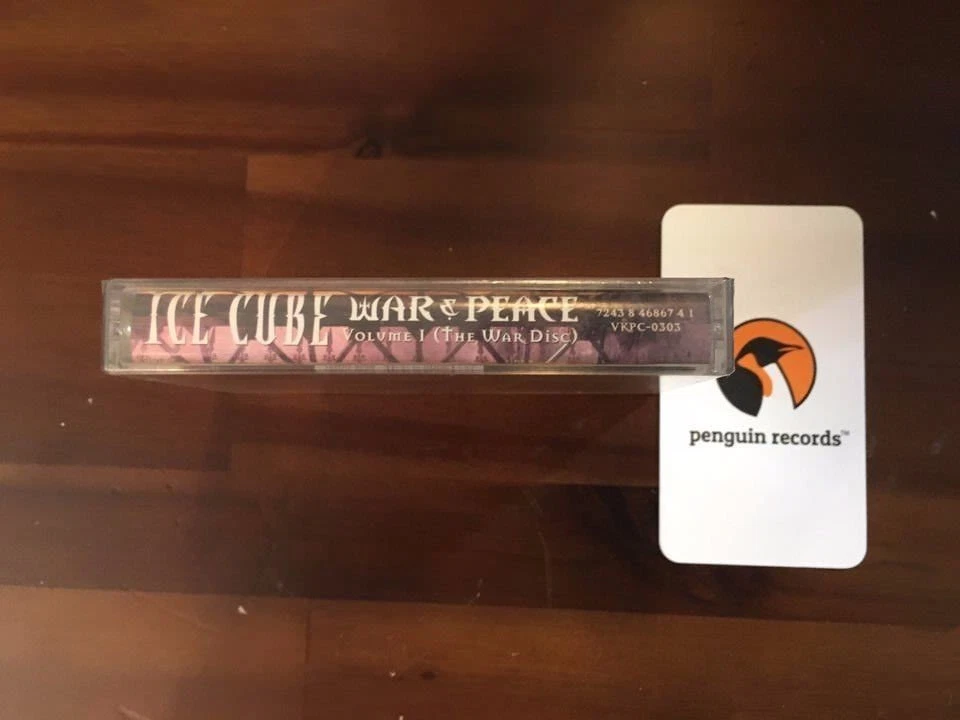 ICE CUBE
WAR & PEACE
VOLUME I (THE WAR DISC)
7243 8 46867 4 1
VKPC-0303
penguin records™